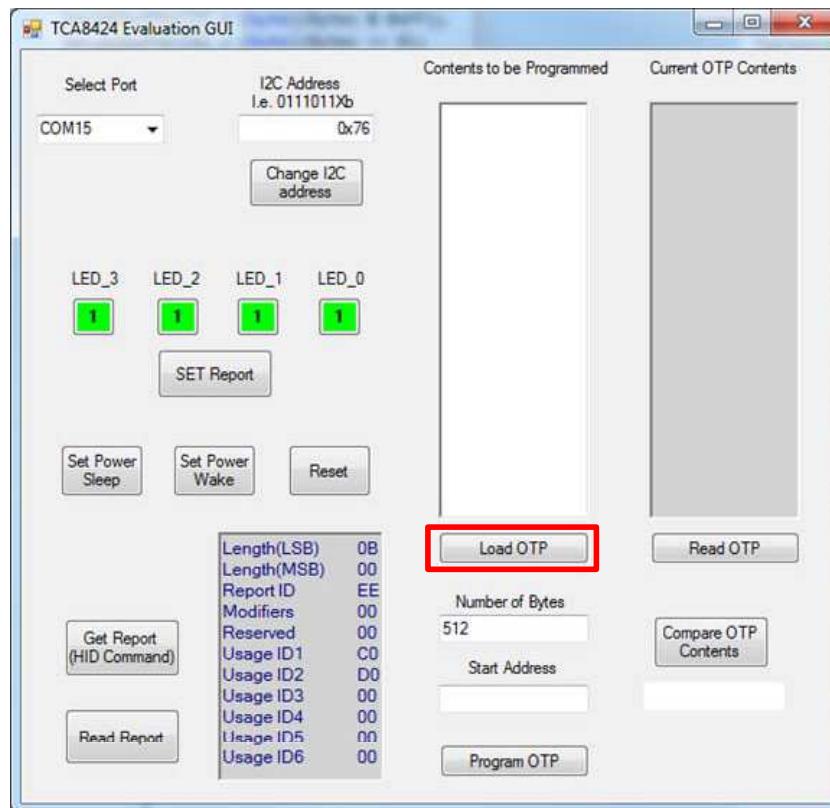 TCA8424 Evaluation GUI
Select Port
COM15
I2C Address
I.e. 0111011Xb
0x76
Change I2C
address
LED_3 LED_2 LED_1 LED_0
1 1 1 1
SET Report
Set Power
Sleep
Set Power
Wake
Reset
Get Report
(HID Command)
Read Report
Length(LSB) 0B
Length(MSB) 00
Report ID EE
Modifiers 00
Reserved 00
Usage ID1 C0
Usage ID2 D0
Usage ID3 00
Usage ID4 00
Usage ID5 00
Usage ID6 00
Contents to be Programmed
Load OTP
Number of Bytes
512
Start Address
Program OTP
Current OTP Contents
Read OTP
Compare OTP
Contents